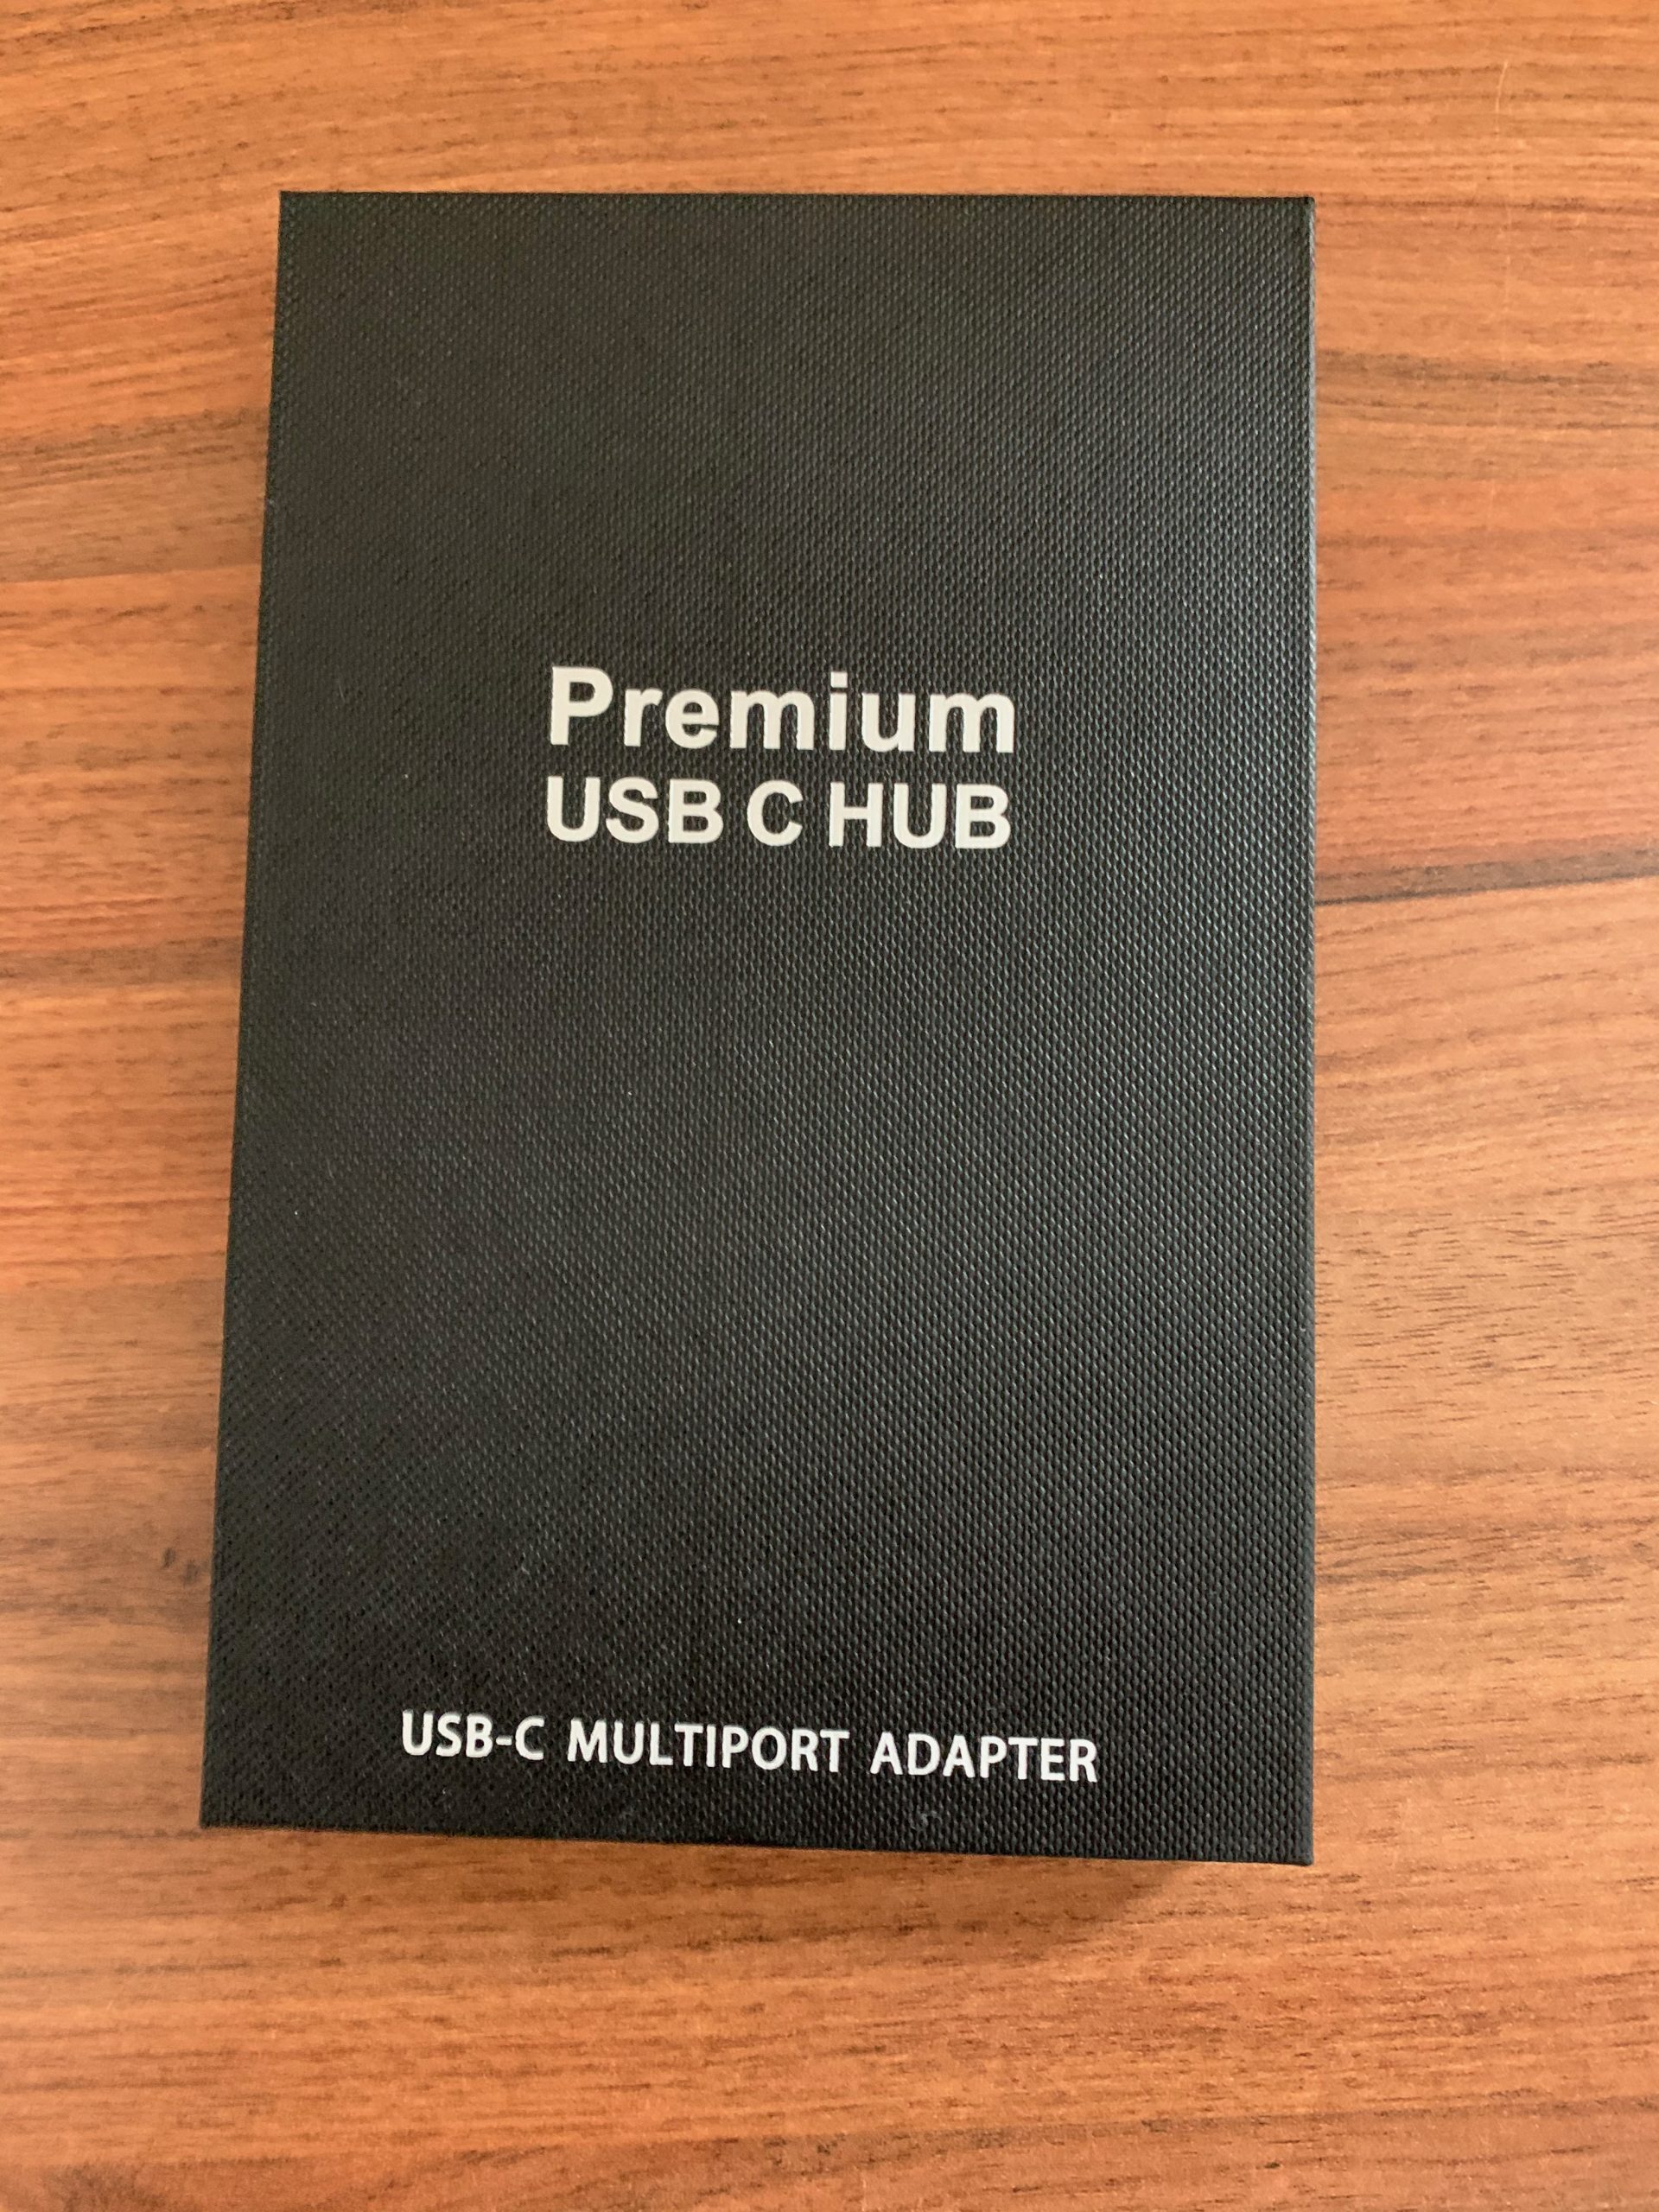 Premium
USB C HUB
USB-C MULTIPORT ADAPTER